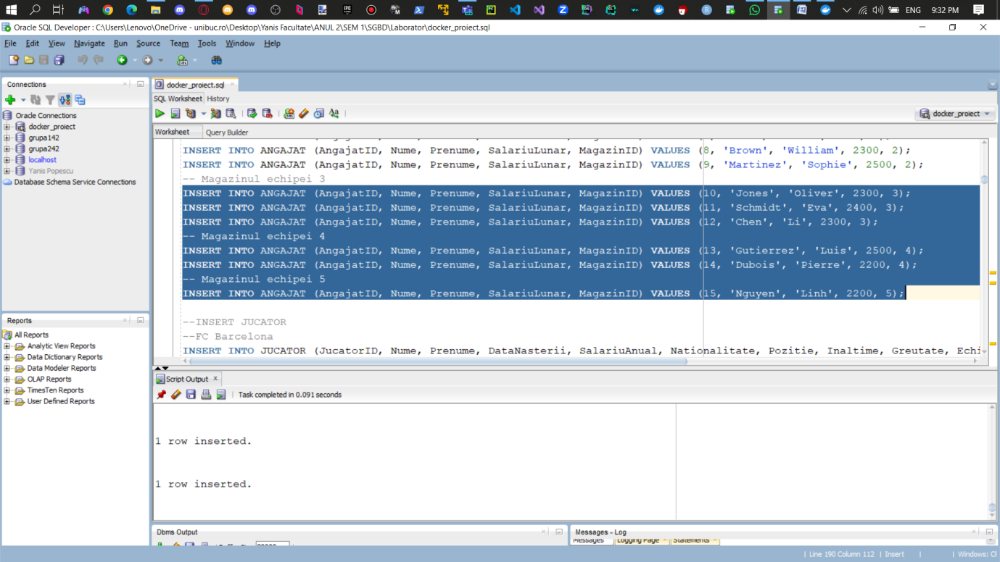 ENG 9:32 PM
Oracle SQL Developer : C:\Users\Lenovo\OneDrive - unibuc.ro\Desktop\Yanis Facultate\ANUL 2\SEM 1\SGBD\Laborator\docker_proiect.sql
File Edit View Navigate Run Source Team Tools Window Help
Connections
Oracle Connections
docker_proiect
grupa142
grupa242
localhost
Yanis Popescu
Database Schema Service Connections
Reports
All Reports
Analytic View Reports
Data Dictionary Reports
Data Modeler Reports
OLAP Reports
TimesTen Reports
User Defined Reports
docker_proiect.sql
SQL Worksheet History
docker_proiect
Worksheet Query Builder
INSERT INTO ANGAJAT (AngajatID, Nume, Prenume, SalariuLunar, MagazinID) VALUES (8, 'Brown', 'William', 2300, 2);
INSERT INTO ANGAJAT (AngajatID, Nume, Prenume, SalariuLunar, MagazinID) VALUES (9, 'Martinez', 'Sophie', 2500, 2);
-- Magazinul echipei 3
INSERT INTO ANGAJAT (AngajatID, Nume, Prenume, SalariuLunar, MagazinID) VALUES (10, 'Jones', 'Oliver', 2300, 3);
INSERT INTO ANGAJAT (AngajatID, Nume, Prenume, SalariuLunar, MagazinID) VALUES (11, 'Schmidt', 'Eva', 2400, 3);
INSERT INTO ANGAJAT (AngajatID, Nume, Prenume, SalariuLunar, MagazinID) VALUES (12, 'Chen', 'Li', 2300, 3);
-- Magazinul echipei 4
INSERT INTO ANGAJAT (AngajatID, Nume, Prenume, SalariuLunar, MagazinID) VALUES (13, 'Gutierrez', 'Luis', 2500, 4);
INSERT INTO ANGAJAT (AngajatID, Nume, Prenume, SalariuLunar, MagazinID) VALUES (14, 'Dubois', 'Pierre', 2200, 4);
-- Magazinul echipei 5
INSERT INTO ANGAJAT (AngajatID, Nume, Prenume, SalariuLunar, MagazinID) VALUES (15, 'Nguyen', 'Linh', 2200, 5);
--INSERT JUCATOR
--FC Barcelona
INSERT INTO JUCATOR (JucatorID, Nume, Prenume, DataNasterii, SalariuAnual, Nationalitate, Pozitie, Inaltime, Greutate, Echi
Script Output
Task completed in 0.091 seconds
1 row inserted.
1 row inserted.
Dbms Output
Messages - Log
Messages Logging Page Statements
Line 190 Column 112 Insert Windows: CF